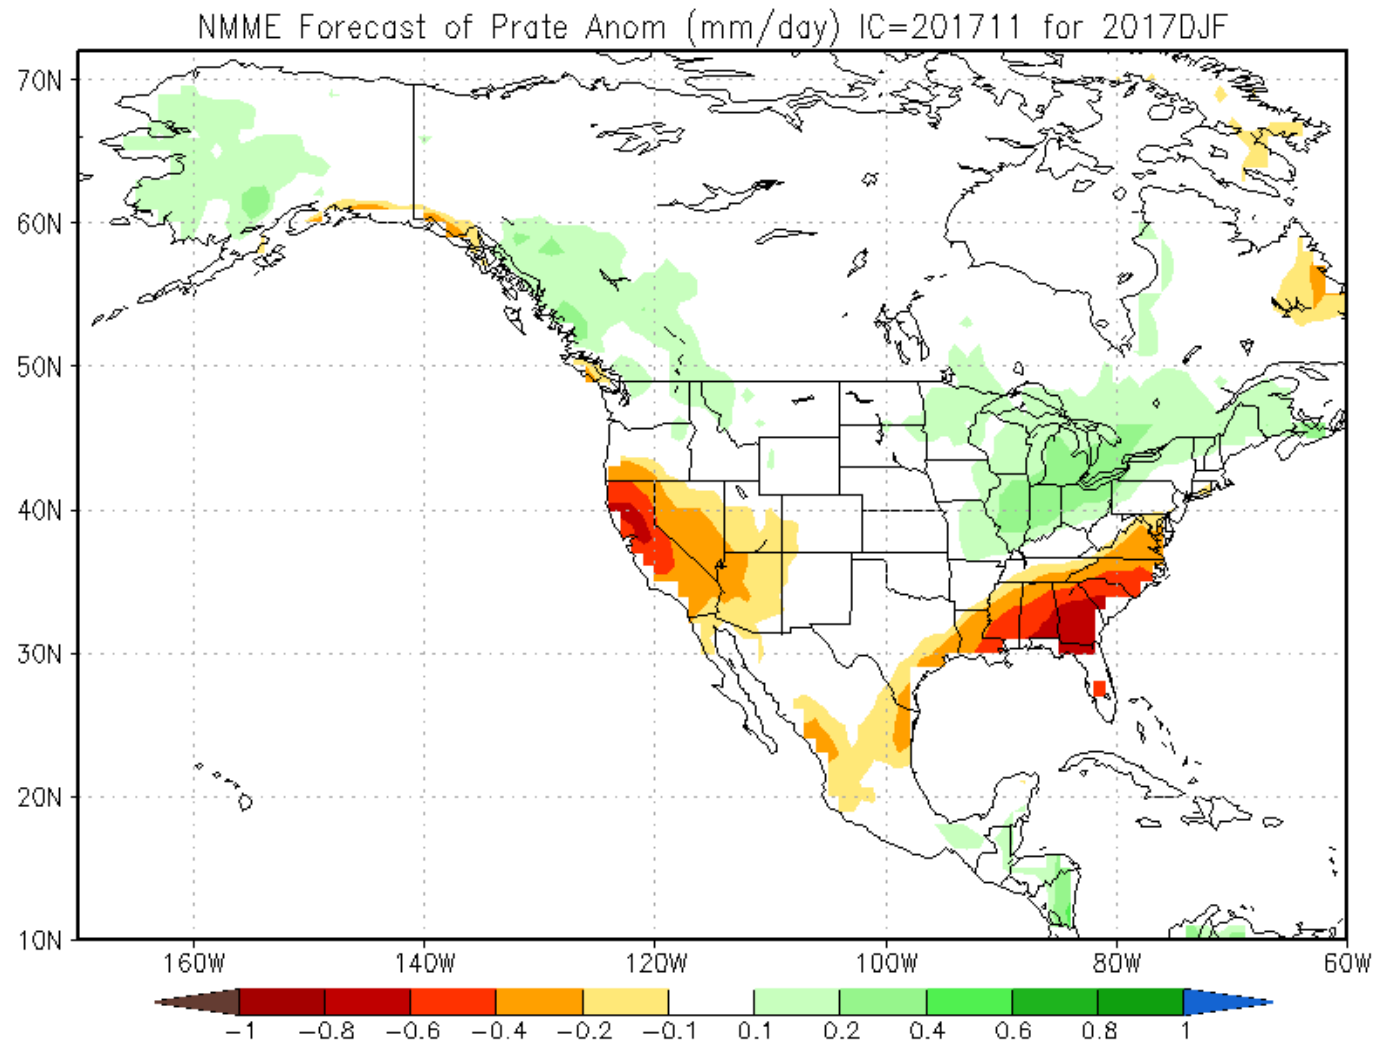 NMME Forecast of Prate Anom (mm/day) IC=201711 for 2017DJF
70N
60N
50N
40N
30N
20N
10N
160W 140W 120W 100W 80W 60W
-1 -0.8 -0.6 -0.4 -0.2 -0.1 0.1 0.2 0.4 0.6 0.8 1